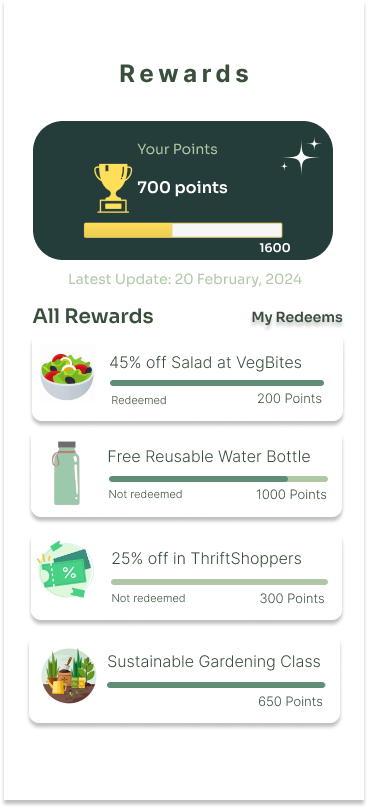 Rewards
Your Points
700 points
1600
Latest Update: 20 February, 2024
All Rewards
My Redeems
45% off Salad at VegBites
Redeemed
200 Points
Free Reusable Water Bottle
Not redeemed
1000 Points
25% off in ThriftShoppers
%
Not redeemed
300 Points
Sustainable Gardening Class
650 Points